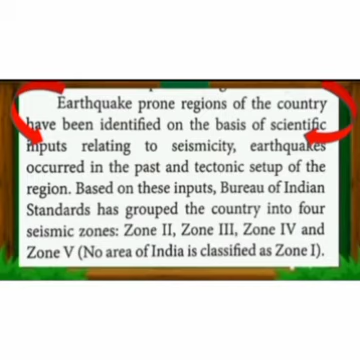 Earthquake prone regions of the country
have been identified on the basis of scientific
inputs relating to seismicity, earthquakes
occurred in the past and tectonic setup of the
region. Based on these inputs, Bureau of Indian
Standards has grouped the country into four
seismic zones: Zone II, Zone III, Zone IV and
Zone V (No area of India is classified as Zone I).